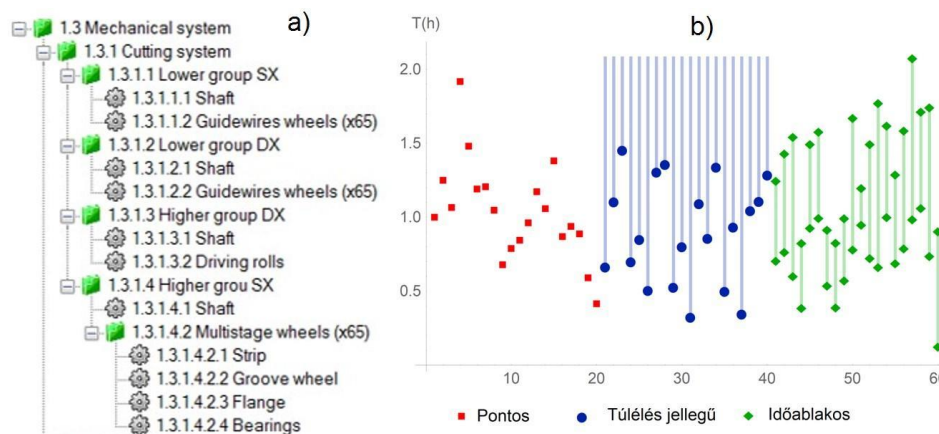 a)
1.3 Mechanical system
1.3.1 Cutting system
1.3.1.1 Lower group SX
1.3.1.1.1 Shaft
1.3.1.1.2 Guidewires wheels (x65)
1.3.1.2 Lower group DX
1.3.1.2.1 Shaft
1.3.1.2.2 Guidewires wheels (x65)
1.3.1.3 Higher group DX
1.3.1.3.1 Shaft
1.3.1.3.2 Driving rolls
1.3.1.4 Higher grou SX
1.3.1.4.1 Shaft
1.3.1.4.2 Multistage wheels (x65)
1.3.1.4.2.1 Strip
1.3.1.4.2.2 Groove wheel
1.3.1.4.2.3 Flange
1.3.1.4.2.4 Bearings
b)
T(h)
2.0
1.5
1.0
0.5
10 20 30 40 50 60
Pontos Túlélés jellegű Időablakos